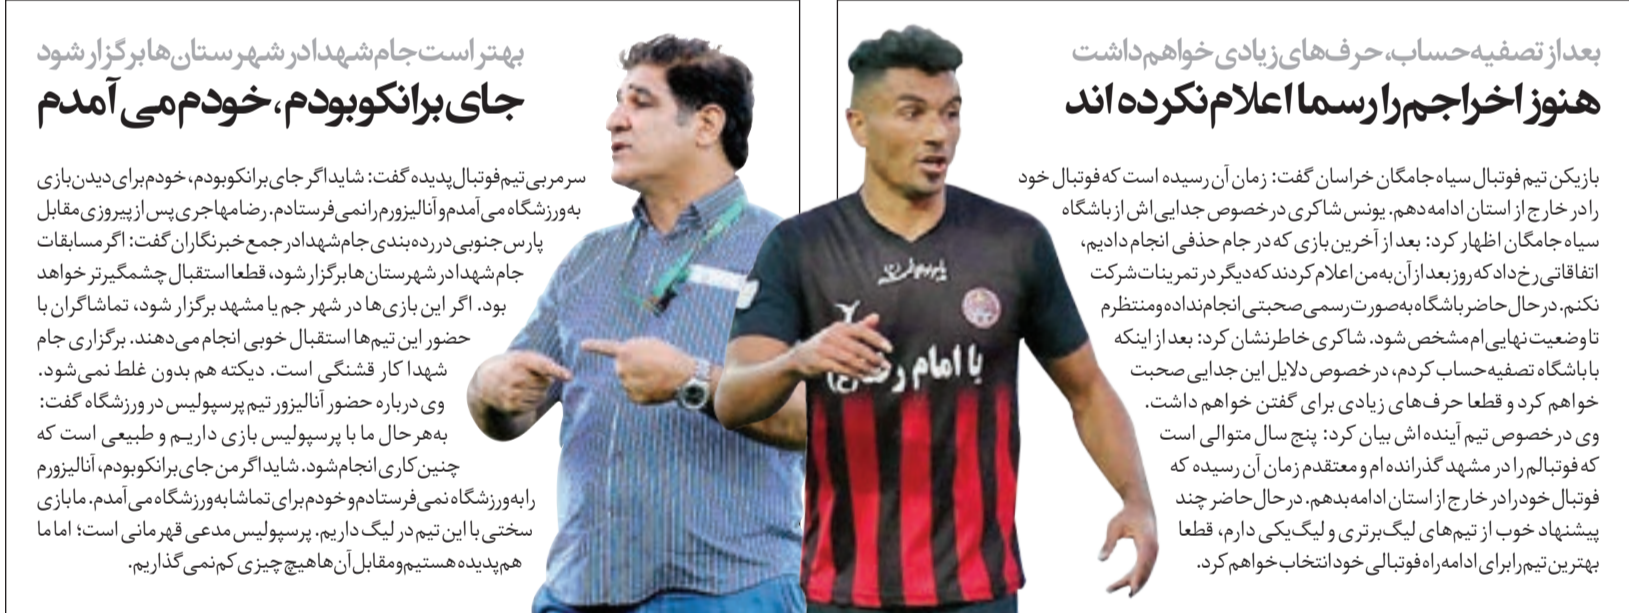 بعد از تصفیه حساب، حرف‌های زیادی خواهم داشت
هنوز اخراجم را رسما اعلام نکرده اند
بازیکن تیم فوتبال سیاه جامگان خراسان گفت: زمان آن رسیده است که فوتبال خود
را در خارج از استان ادامه دهم. یونس شاکری در خصوص جدایی اش از باشگاه
سیاه جامگان اظهار کرد: بعد از آخرین بازی که در جام حذفی انجام دادیم،
اتفاقاتی رخ داد که روز بعد از آن به من اعلام کردند که دیگر در تمرینات شرکت
نکنم. در حال حاضر باشگاه به صورت رسمی صحبتی انجام نداده و منتظرم
تا وضعیت نهایی ام مشخص شود. شاکری خاطرنشان کرد: بعد از اینکه
با باشگاه تصفیه حساب کردم، در خصوص دلایل این جدایی صحبت
خواهم کرد و قطعا حرف های زیادی برای گفتن خواهم داشت.
وی در خصوص تیم آینده اش بیان کرد: پنج سال متوالی است
که فوتبالم را در مشهد گذرانده ام و معتقدم زمان آن رسیده که
فوتبال خود را در خارج از استان ادامه بدهم. در حال حاضر چند
پیشنهاد خوب از تیم‌های لیگ برتری و لیگ یکی دارم، قطعا
بهترین تیم را برای ادامه راه فوتبالی خود انتخاب خواهم کرد.
با امام رضا (ع)
بهتر است جام شهدا در شهرستان ها برگزار شود
جای برانکو بودم، خودم می آمدم
سرمربی تیم فوتبال پدیده گفت: شاید اگر جای برانکو بودم، خودم برای دیدن بازی
به ورزشگاه می آمدم و آنالیزورم را نمی فرستادم. رضا مهاجری پس از پیروزی مقابل
پارس جنوبی در رده بندی جام شهدا در جمع خبرنگاران گفت: اگر مسابقات
جام شهدا در شهرستان ها برگزار شود، قطعا استقبال چشمگیرتر خواهد
بود. اگر این بازی ها در شهر جم یا مشهد برگزار شود، تماشاگران با
حضور این تیم ها استقبال خوبی انجام می دهند. برگزاری جام
شهدا کار قشنگی است. دیکته هم بدون غلط نمی شود.
وی درباره حضور آنالیزور تیم پرسپولیس در ورزشگاه گفت:
به هر حال ما با پرسپولیس بازی داریم و طبیعی است که
چنین کاری انجام شود. شاید اگر من جای برانکو بودم، آنالیزورم
را به ورزشگاه نمی فرستادم و خودم برای تماشا به ورزشگاه می آمدم. ما بازی
سختی با این تیم در لیگ داریم. پرسپولیس مدعی قهرمانی است؛ اما ما
هم پدیده هستیم و مقابل آن ها هیچ چیزی کم نمی گذاریم.